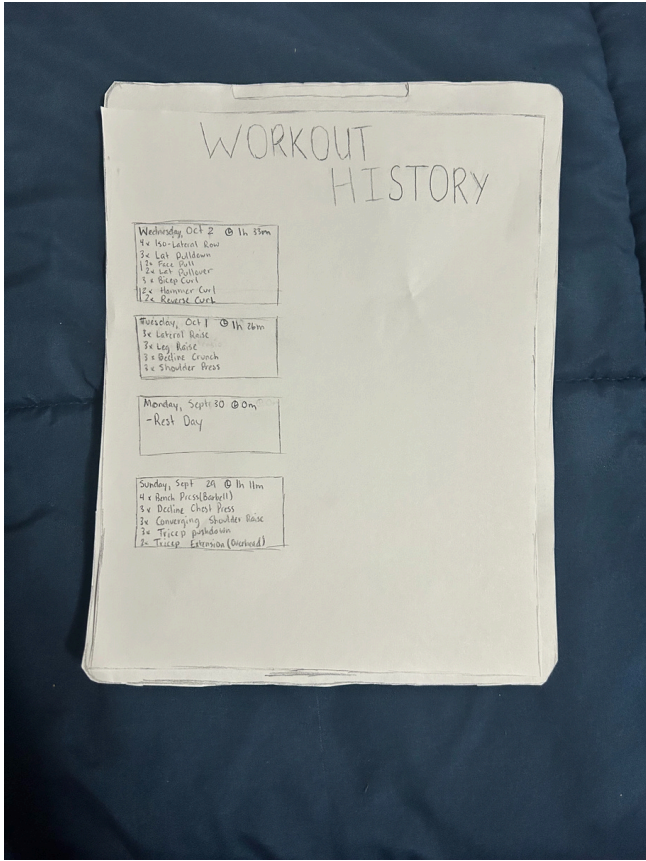 WORKOUT
HISTORY
Wednesday, Oct 2 1h 33m
4x Iso-Lateral Row
3x Lat Pulldown
2x Face Pull
2x Lat Pullover
3x Bicep Curl
2x Hammer Curl
2x Reverse Curl
Tuesday, Oct 1 1h 26m
3x Lateral Raise
3x Leg Raise
3x Decline Crunch
3x Shoulder Press
Monday, Sept 30 0m
-Rest Day
Sunday, Sept 29 1h 11m
4x Bench Press(Barbell)
3x Decline Chest Press
3x Converging Shoulder Raise
3x Tricep pushdown
2x Tricep Extension(Overhead)